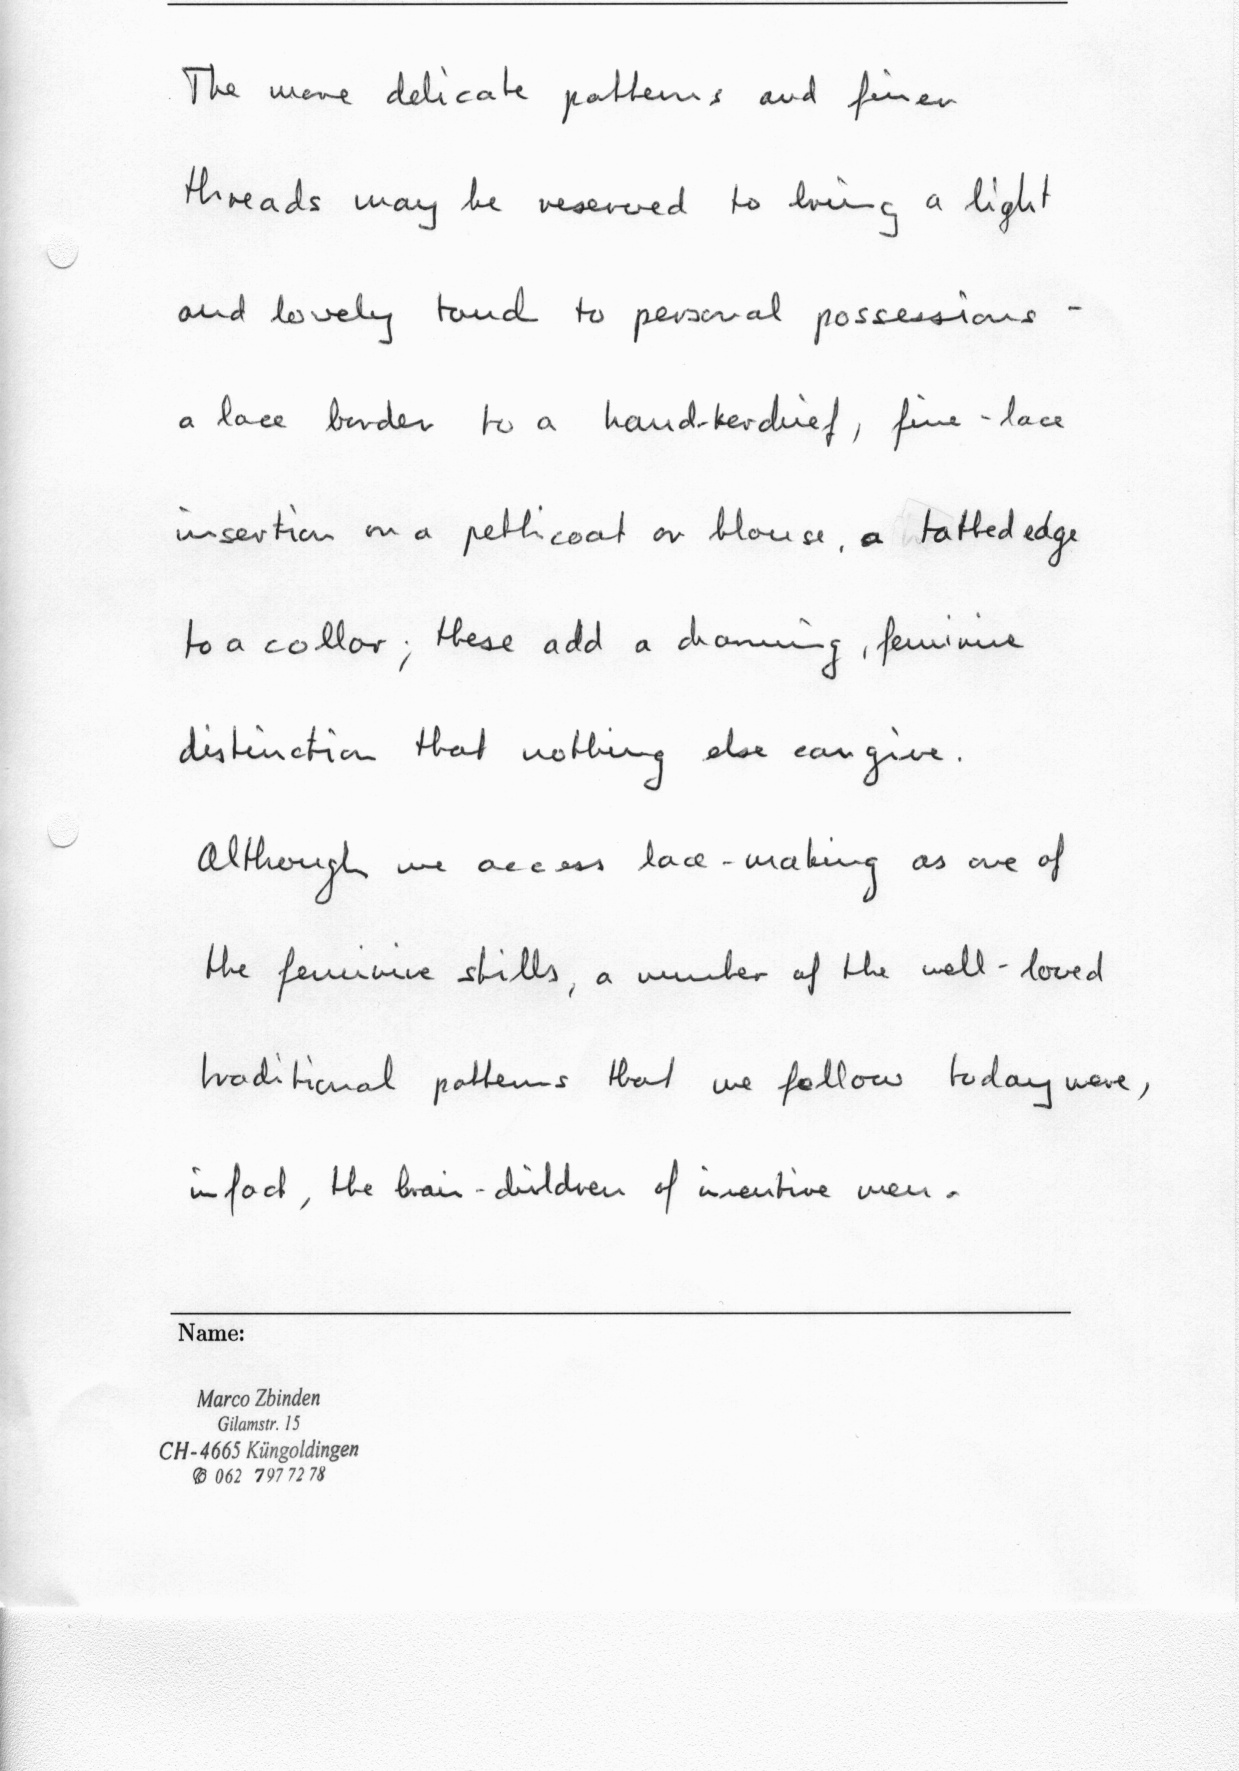 The more delicate patterns and finer
threads may be reserved to bring a light
and lovely touch to personal possessions -
a lace border to a hand-kerchief, fine-lace
insertion on a petticoat or blouse, a tatted edge
to a collar; these add a charming, feminine
distinction that nothing else can give.
Although we access lace-making as one of
the feminine skills, a number of the well-loved
traditional patterns that we follow today were,
in fact, the brain-children of inventive men.
Name:
Marco Zbinden
Gilamstr. 15
CH-4665 Küngoldingen
✆ 062 797 72 78